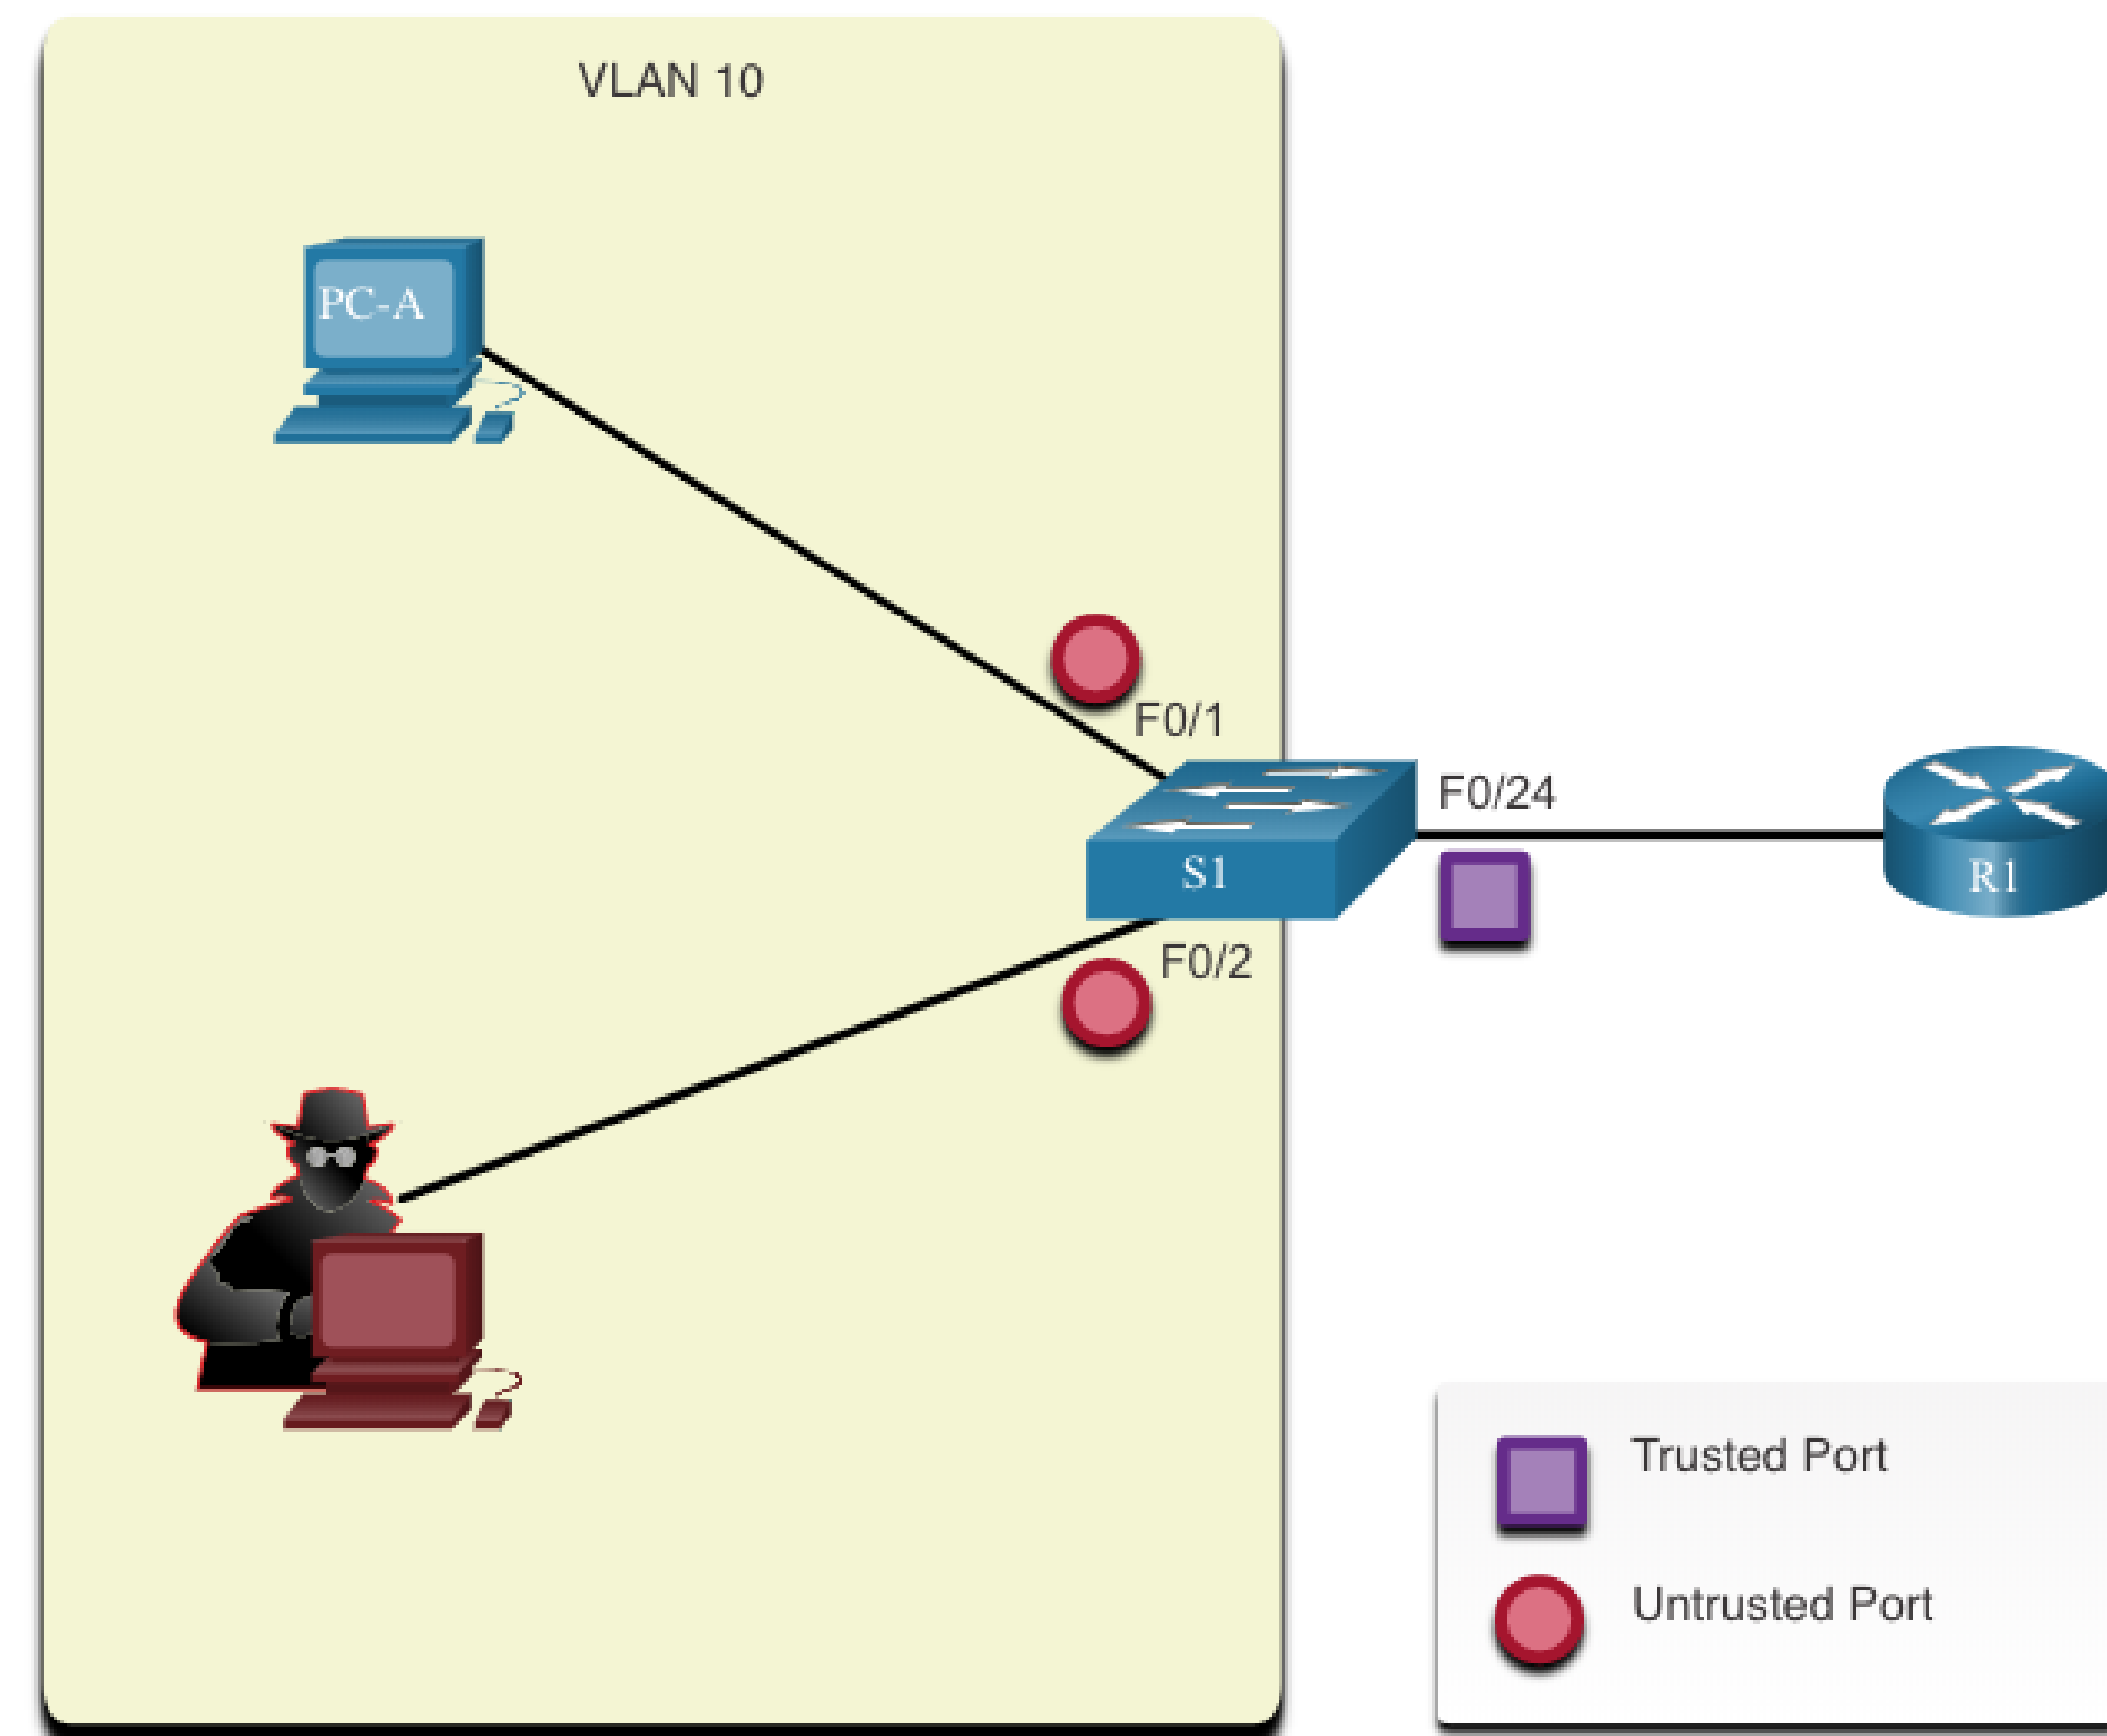 VLAN 10
PC-A
F0/1
F0/24
S1
R1
F0/2
Trusted Port
Untrusted Port